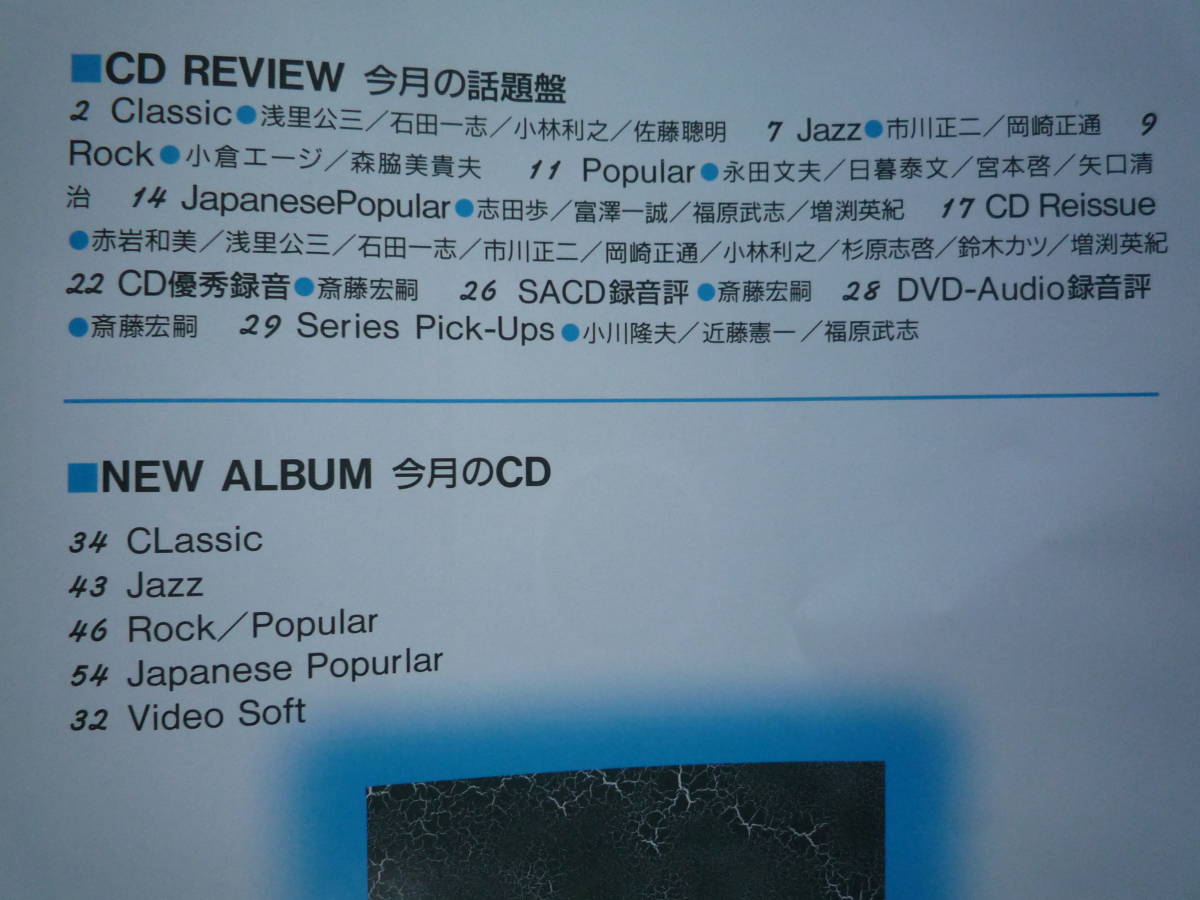 ■CD REVIEW 今月の話題盤
2 Classic●浅里公三／石田一志／小林利之／佐藤聰明 7 Jazz●市川正二／岡崎正通 9
Rock●小倉エージ／森脇美貴夫 11 Popular●永田文夫／日暮泰文／宮本啓／矢口清
治 14 JapanesePopular●志田歩／富澤一誠／福原武志／増渕英紀 17 CD Reissue
●赤岩和美／浅里公三／石田一志／市川正二／岡崎正通／小林利之／杉原志啓／鈴木カツ／増渕英紀
22 CD優秀録音●斎藤宏嗣 26 SACD録音評●斎藤宏嗣 28 DVD-Audio録音評
●斎藤宏嗣 29 Series Pick-Ups●小川隆夫／近藤憲一／福原武志
■NEW ALBUM 今月のCD
34 CLassic
43 Jazz
46 Rock／Popular
54 Japanese Popurlar
32 Video Soft